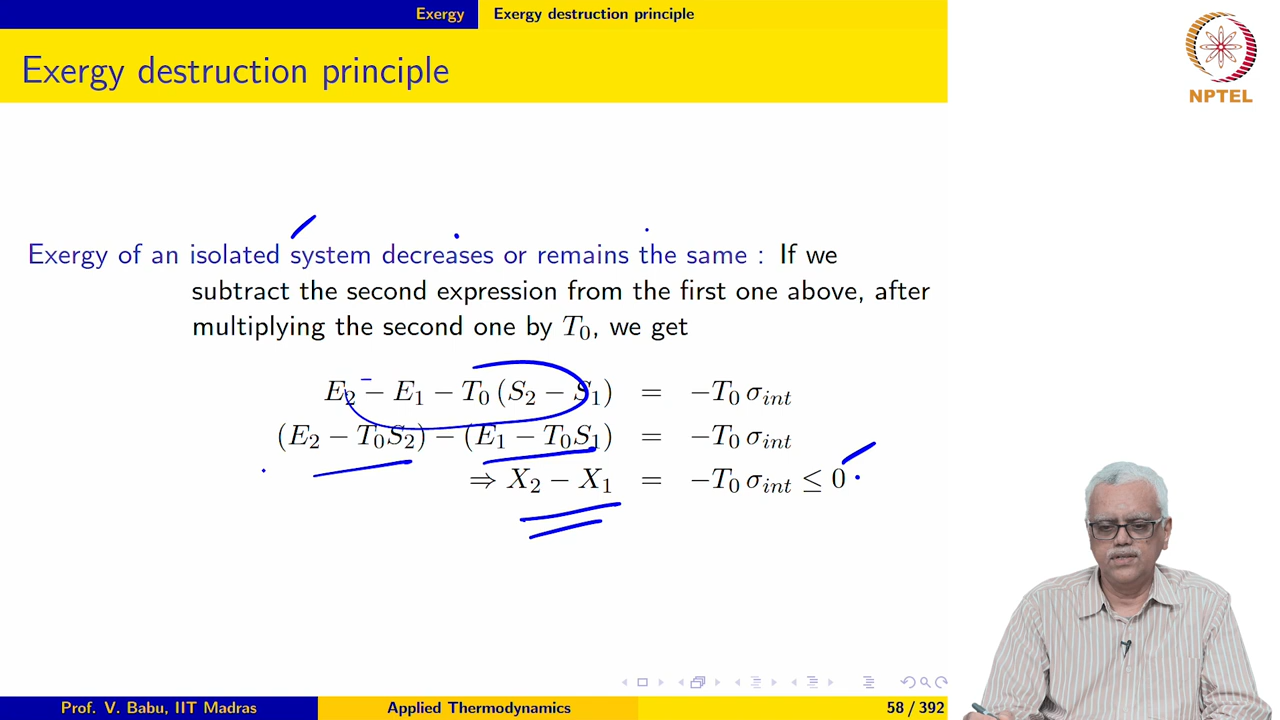 Exergy Exergy destruction principle
Exergy destruction principle
NPTEL
Exergy of an isolated system decreases or remains the same : If we
subtract the second expression from the first one above, after
multiplying the second one by T₀, we get
E₂ − E₁ − T₀ (S₂ − S₁) = −T₀ σ_int
(E₂ − T₀S₂) − (E₁ − T₀S₁) = −T₀ σ_int
⇒ X₂ − X₁ = −T₀ σ_int ≤ 0
Prof. V. Babu, IIT Madras Applied Thermodynamics 58 / 392